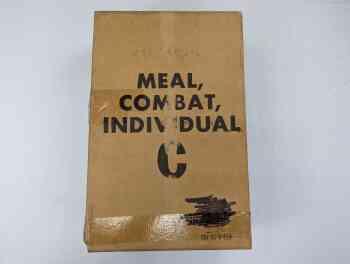 MEAL,
COMBAT,
INDIVIDUAL
C